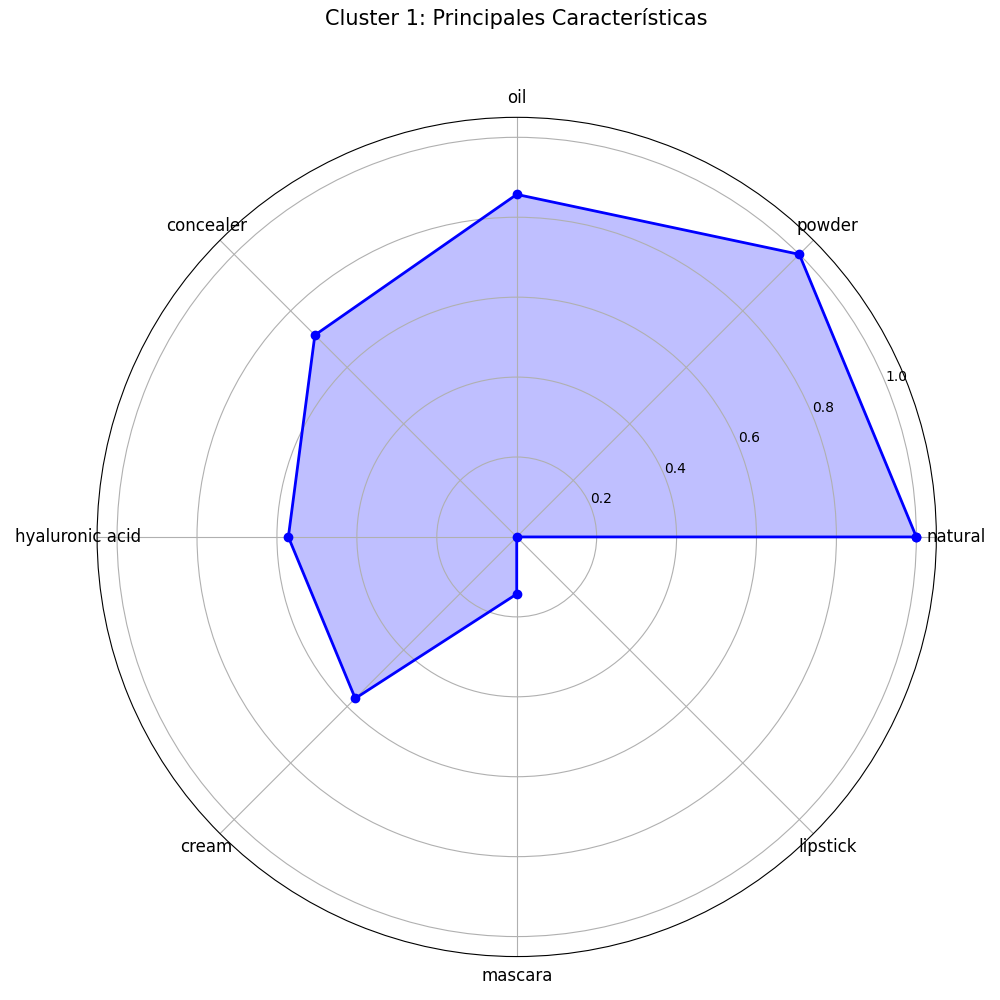 Cluster 1: Principales Características
oil
concealer
powder
1.0
0.8
0.6
0.4
0.2
hyaluronic acid
natural
cream
lipstick
mascara